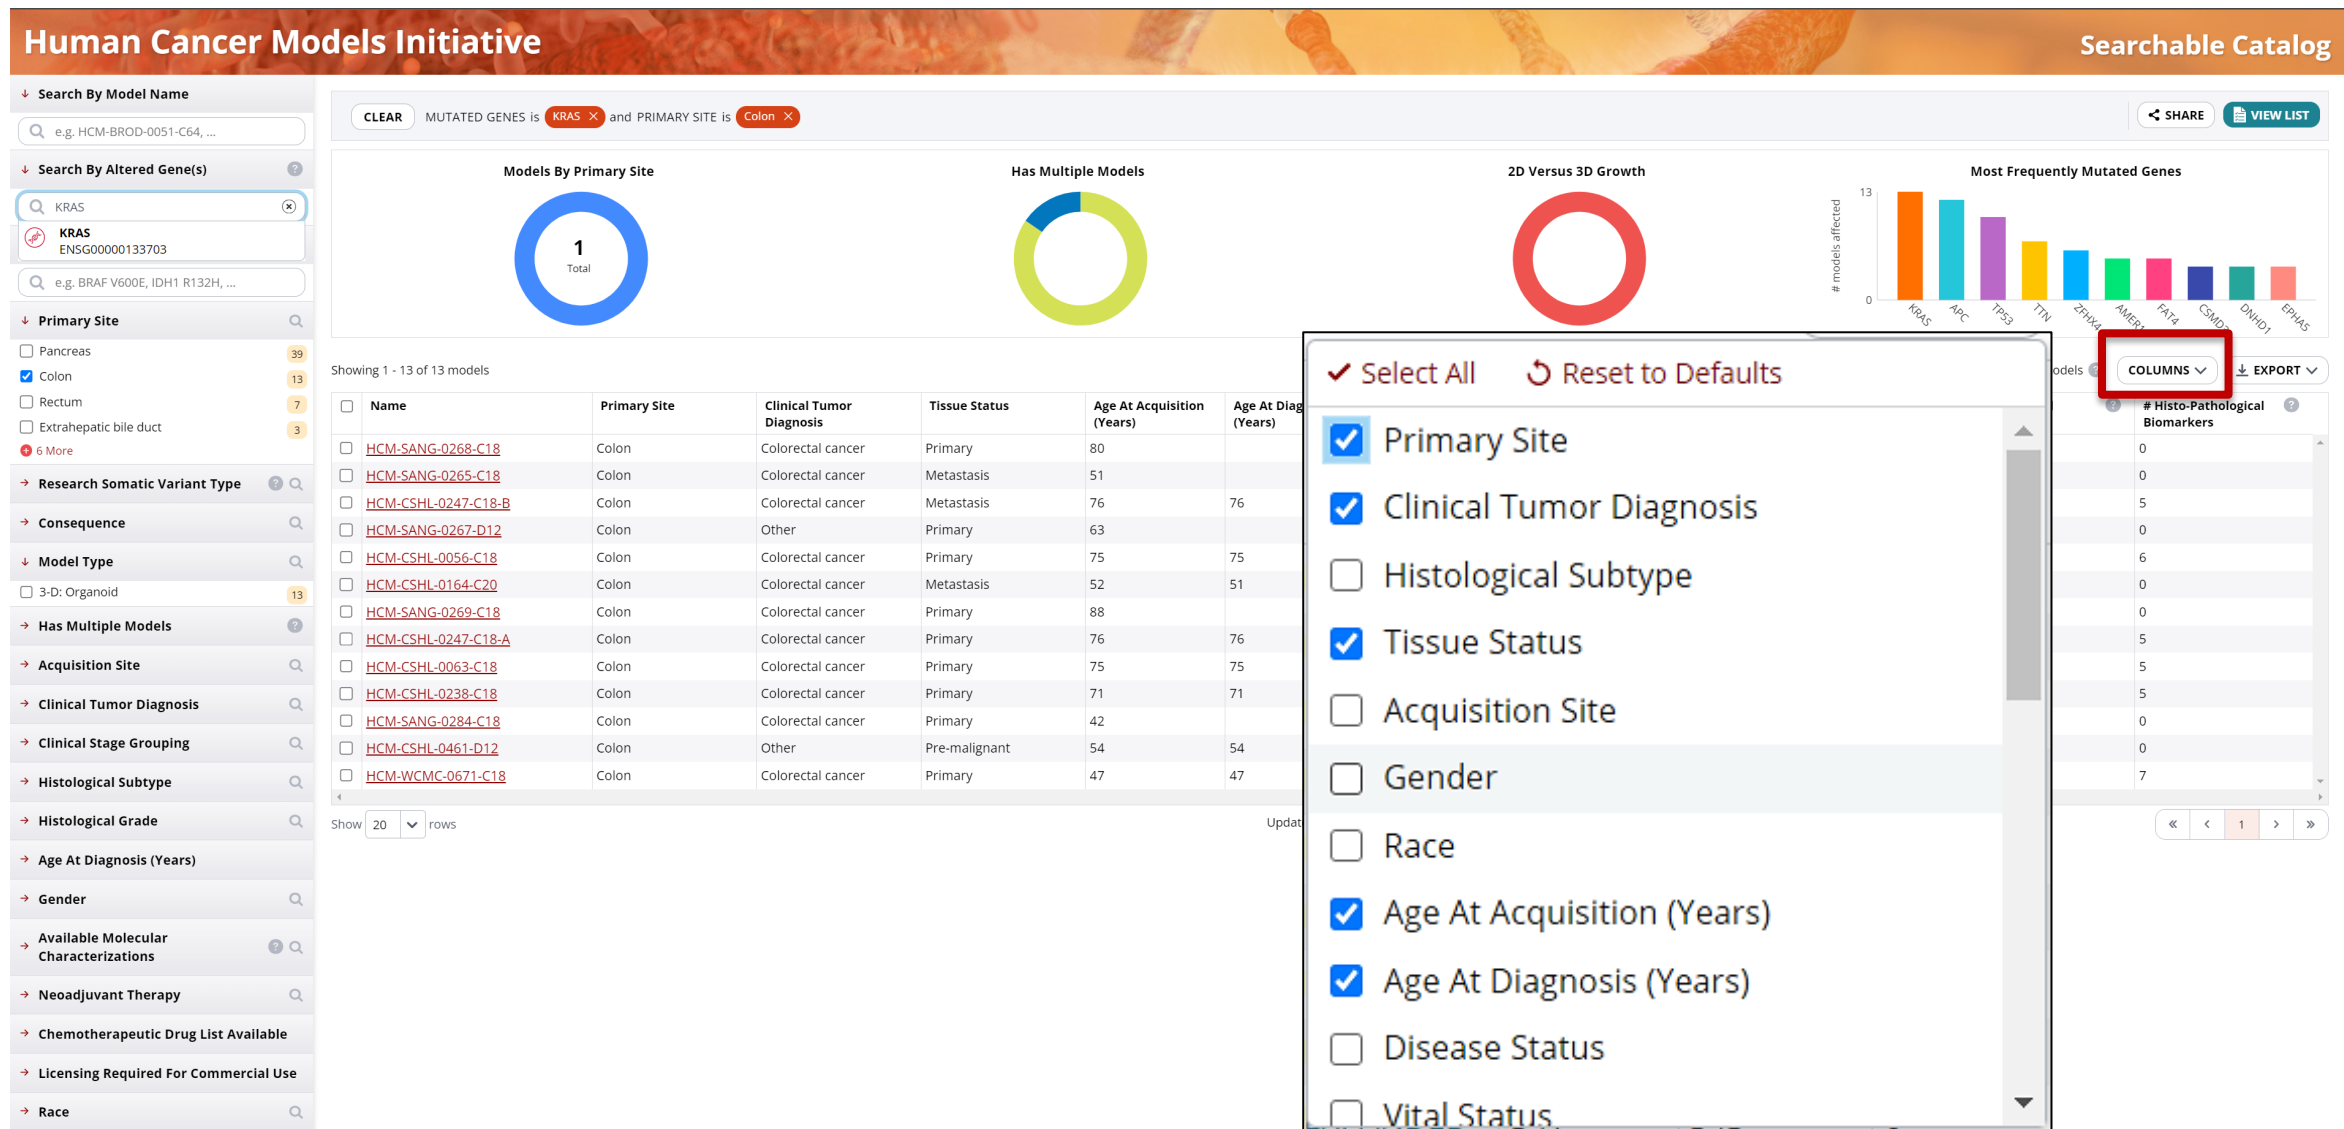 Human Cancer Models Initiative
Searchable Catalog
Search By Model Name
e.g. HCM-BROD-0051-C64, ...
Search By Altered Gene(s)
KRAS
KRAS
ENSG00000133703
e.g. BRAF V600E, IDH1 R132H, ...
Primary Site
Pancreas 39
Colon 13
Rectum 7
Extrahepatic bile duct 3
6 More
Research Somatic Variant Type
Consequence
Model Type
3-D: Organoid 13
Has Multiple Models
Acquisition Site
Clinical Tumor Diagnosis
Clinical Stage Grouping
Histological Subtype
Histological Grade
Age At Diagnosis (Years)
Gender
Available Molecular
Characterizations
Neoadjuvant Therapy
Chemotherapeutic Drug List Available
Licensing Required For Commercial Use
Race
CLEAR MUTATED GENES is KRAS × and PRIMARY SITE is Colon ×
SHARE VIEW LIST
Models By Primary Site
1
Total
Has Multiple Models
2D Versus 3D Growth
Most Frequently Mutated Genes
# models affected
13
0
KRAS
APC
TP53
TTN
ZFHX4
AMER1
FAT4
DNHD1
EPHA5
Showing 1 - 13 of 13 models
COLUMNS EXPORT
Name Primary Site Clinical Tumor Diagnosis Tissue Status Age At Acquisition (Years) Age At Diag (Years) # Histo-Pathological Biomarkers
HCM-SANG-0268-C18 Colon Colorectal cancer Primary 80 0
HCM-SANG-0265-C18 Colon Colorectal cancer Metastasis 51 0
HCM-CSHL-0247-C18-B Colon Colorectal cancer Metastasis 76 76 5
HCM-SANG-0267-D12 Colon Other Primary 63 0
HCM-CSHL-0056-C18 Colon Colorectal cancer Primary 75 75 6
HCM-CSHL-0164-C20 Colon Colorectal cancer Metastasis 52 51 0
HCM-SANG-0269-C18 Colon Colorectal cancer Primary 88 0
HCM-CSHL-0247-C18-A Colon Colorectal cancer Primary 76 76 5
HCM-CSHL-0063-C18 Colon Colorectal cancer Primary 75 75 5
HCM-CSHL-0238-C18 Colon Colorectal cancer Primary 71 71 5
HCM-SANG-0284-C18 Colon Colorectal cancer Primary 42 0
HCM-CSHL-0461-D12 Colon Other Pre-malignant 54 54 0
HCM-WCMC-0671-C18 Colon Colorectal cancer Primary 47 47 7
Show 20 rows
Updat
« < 1 > »
Select All Reset to Defaults
Primary Site
Clinical Tumor Diagnosis
Histological Subtype
Tissue Status
Acquisition Site
Gender
Race
Age At Acquisition (Years)
Age At Diagnosis (Years)
Disease Status
Vital Status